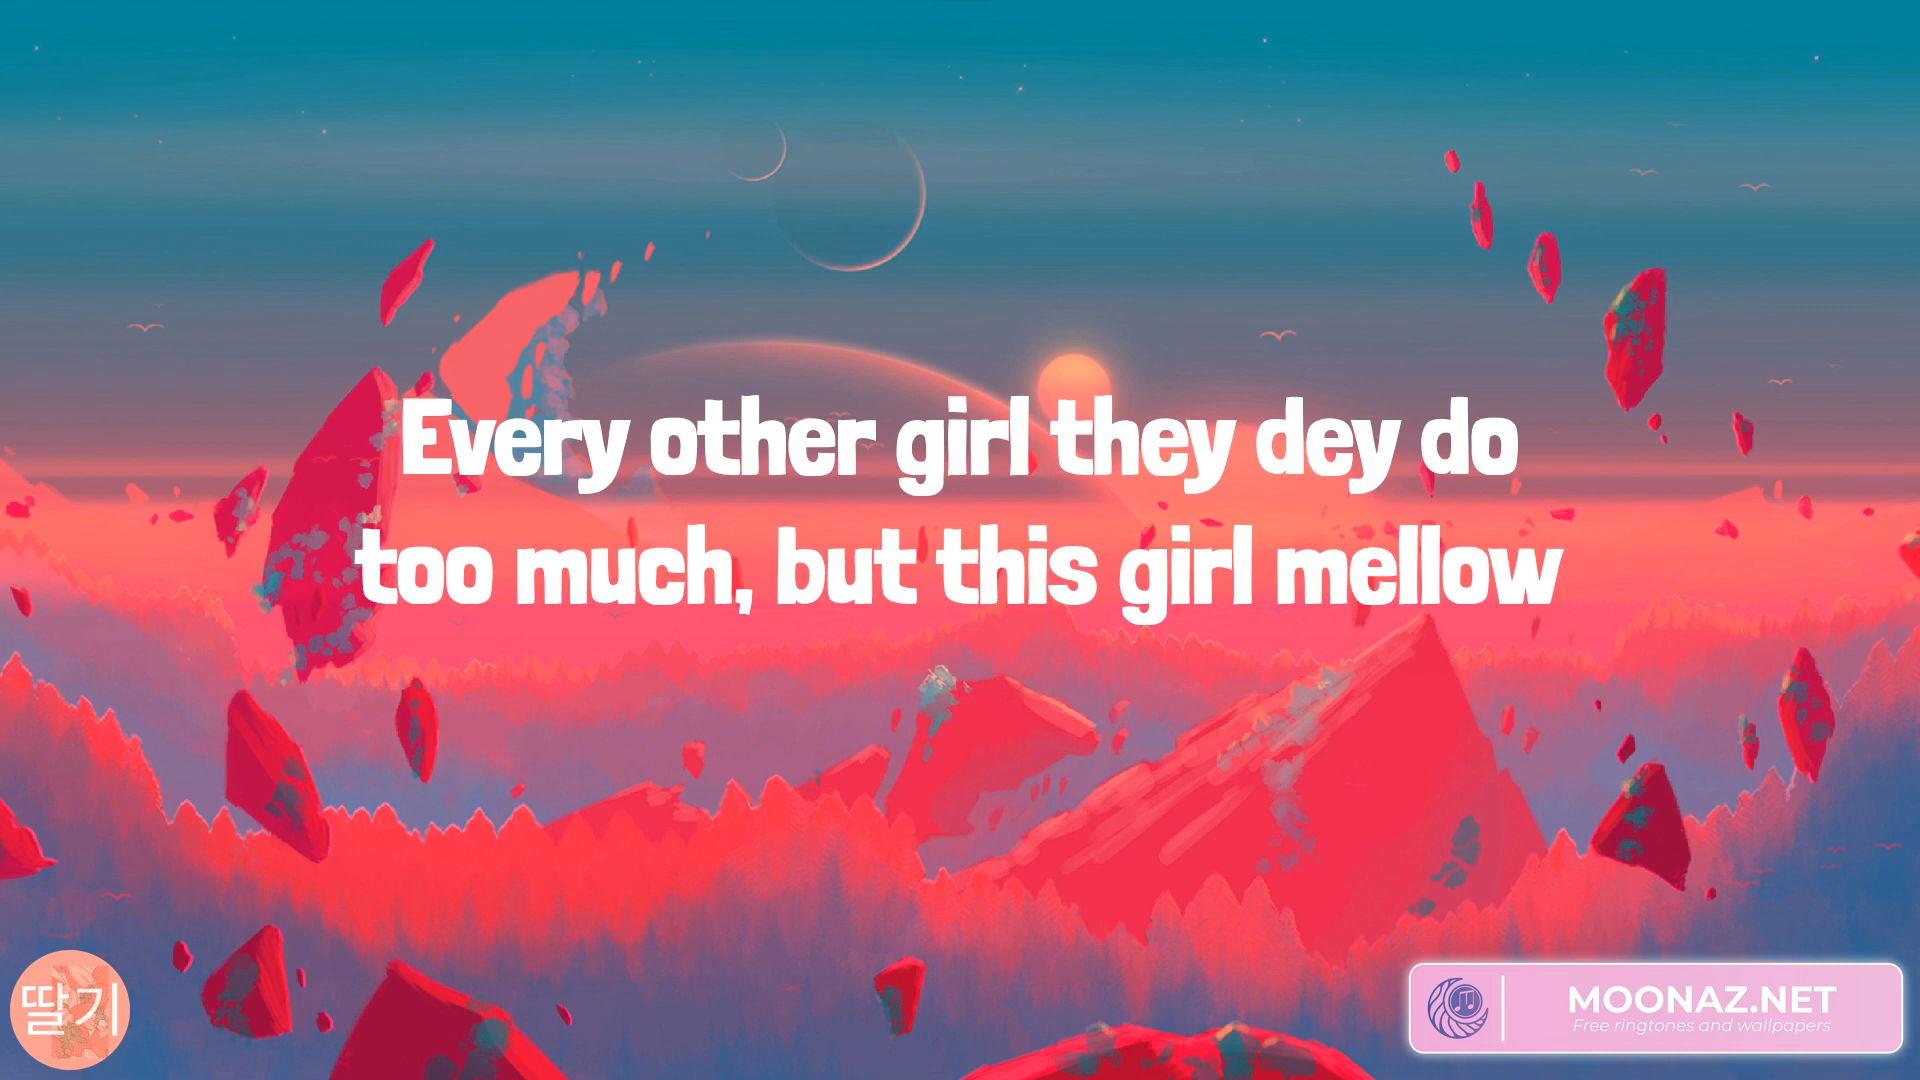 Every other girl they dey do
too much, but this girl mellow
딸기
MOONAZ.NET
Free ringtones and wallpapers